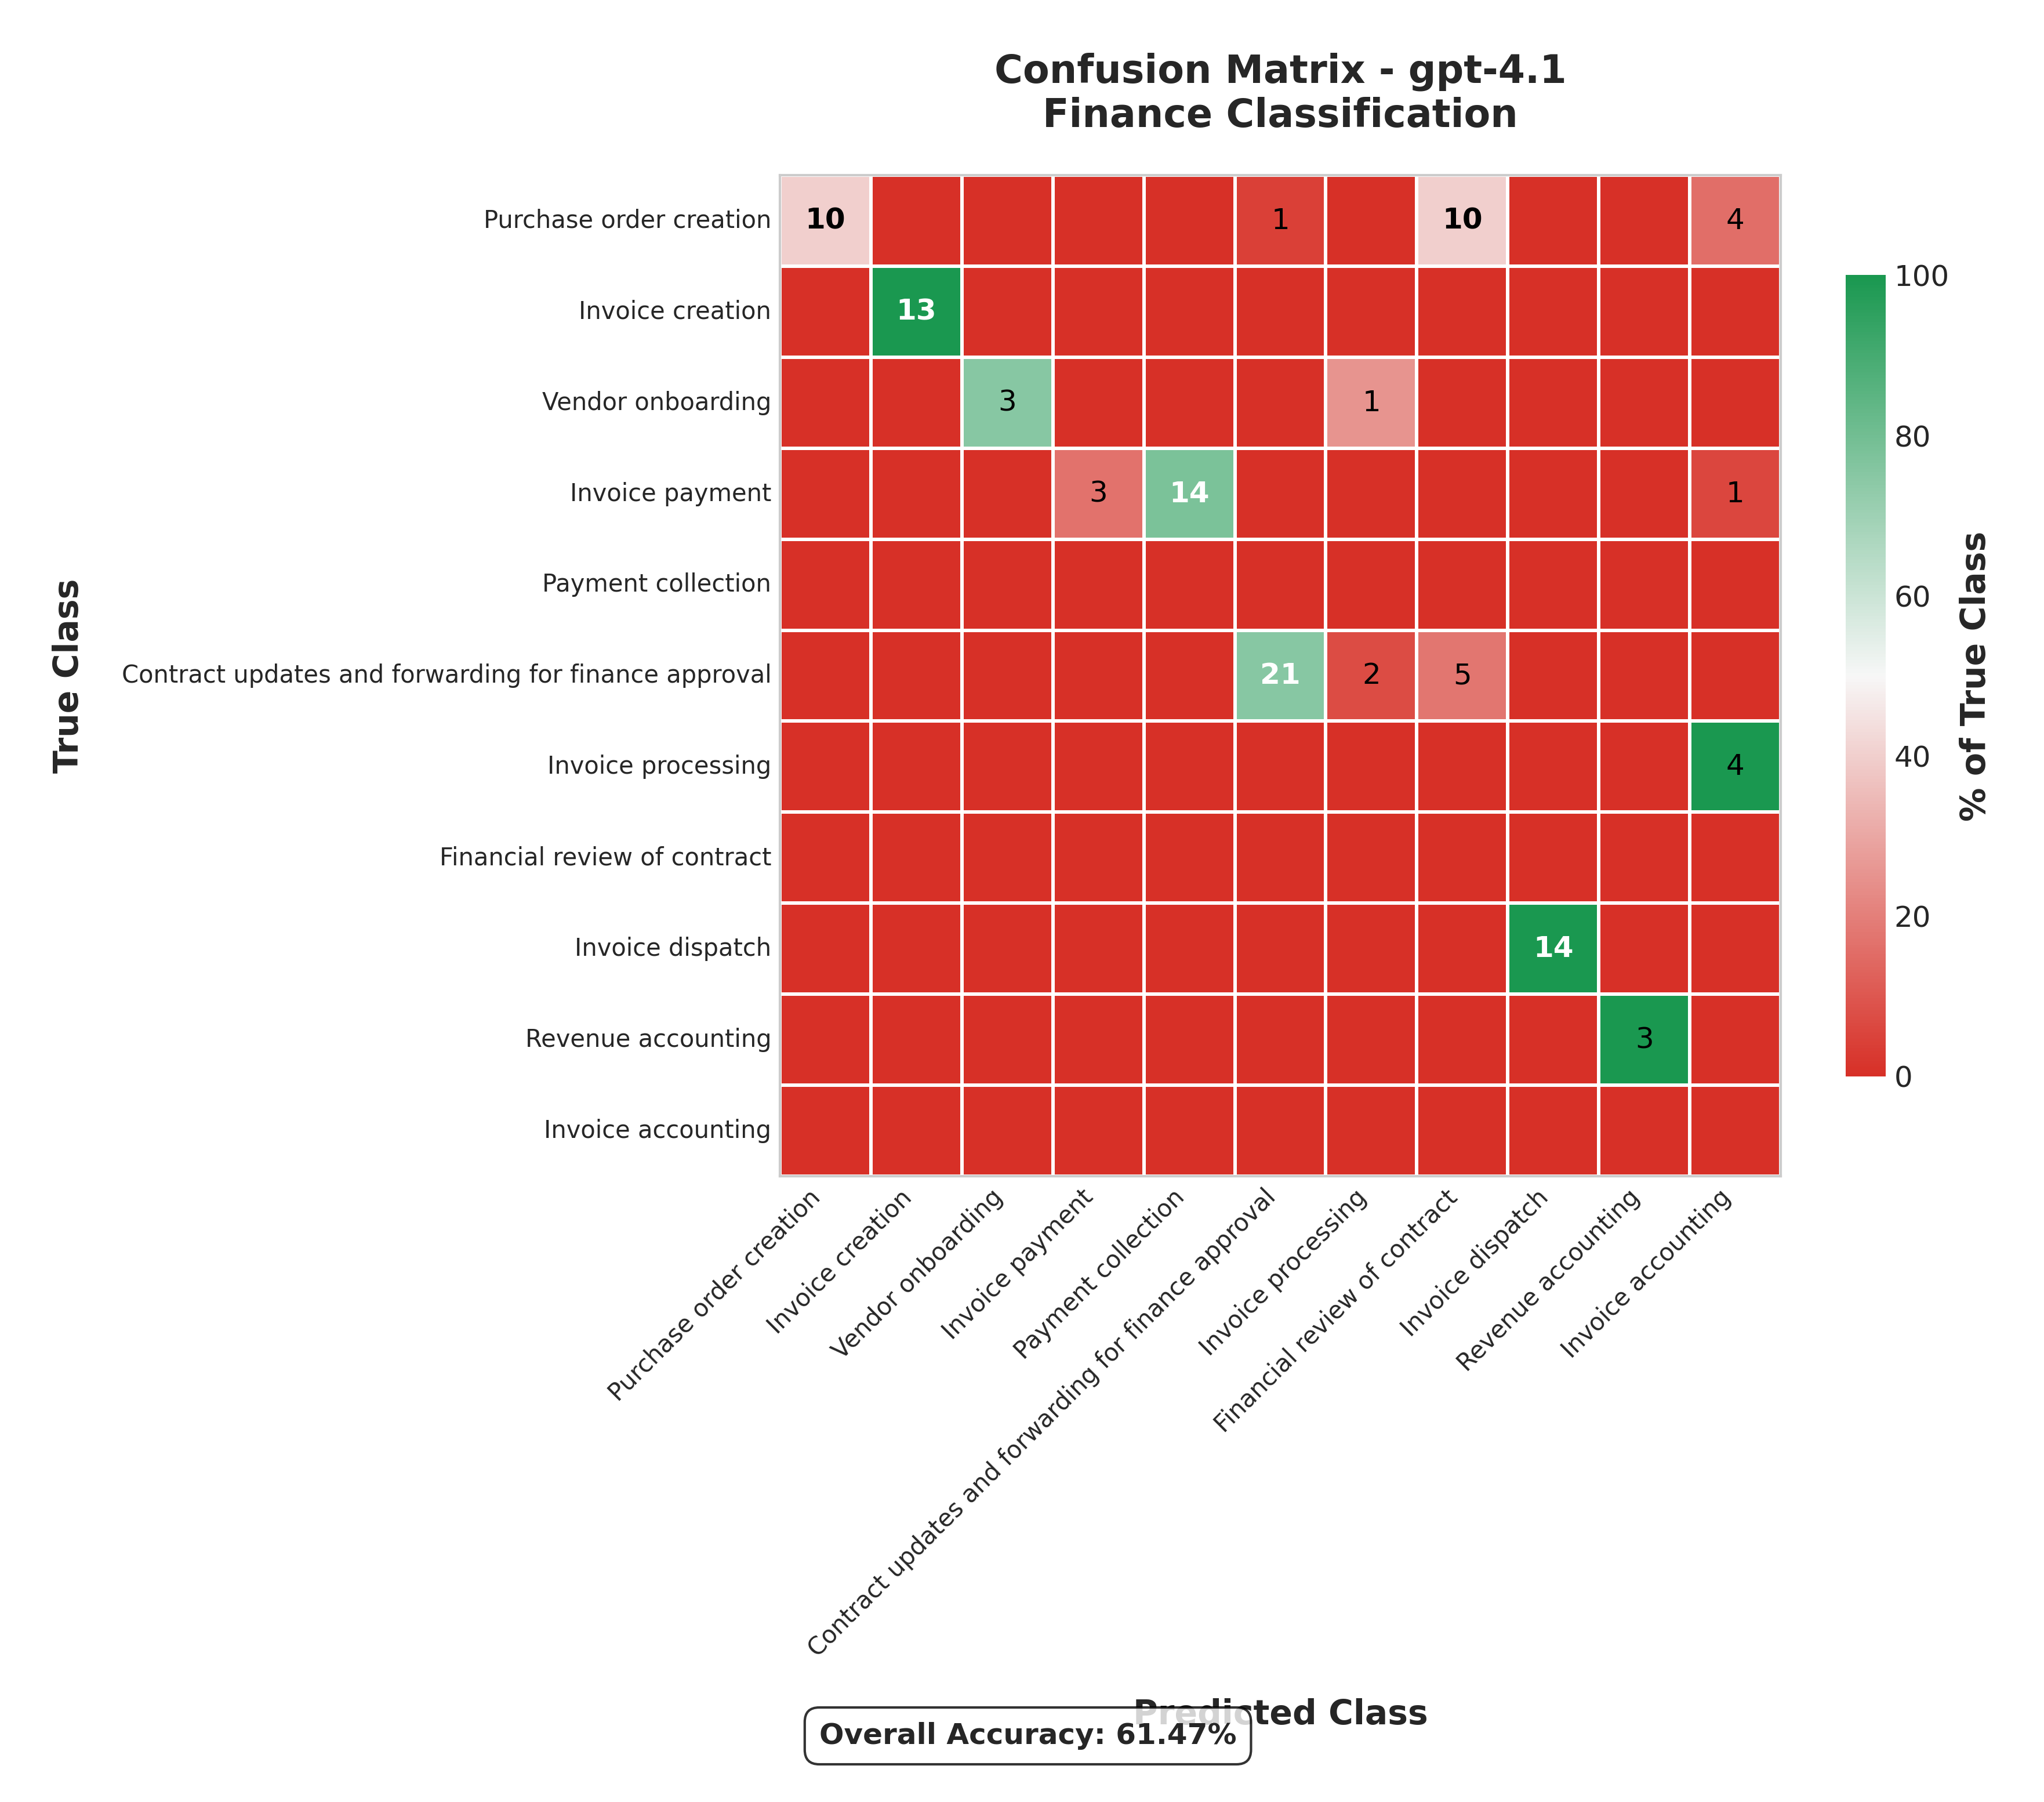 Confusion Matrix - gpt-4.1
Finance Classification
Purchase order creation 10 1 10 4
Invoice creation 13
Vendor onboarding 3 1
Invoice payment 3 14 1
Payment collection
Contract updates and forwarding for finance approval 21 2 5
Invoice processing 4
Financial review of contract
Invoice dispatch 14
Revenue accounting 3
Invoice accounting
True Class
100
80
60
40
20
0
% of True Class
Purchase order creation
Invoice creation
Vendor onboarding
Invoice payment
Payment collection
Contract updates and forwarding for finance approval
Invoice processing
Financial review of contract
Invoice dispatch
Revenue accounting
Invoice accounting
Predicted Class
Overall Accuracy: 61.47%